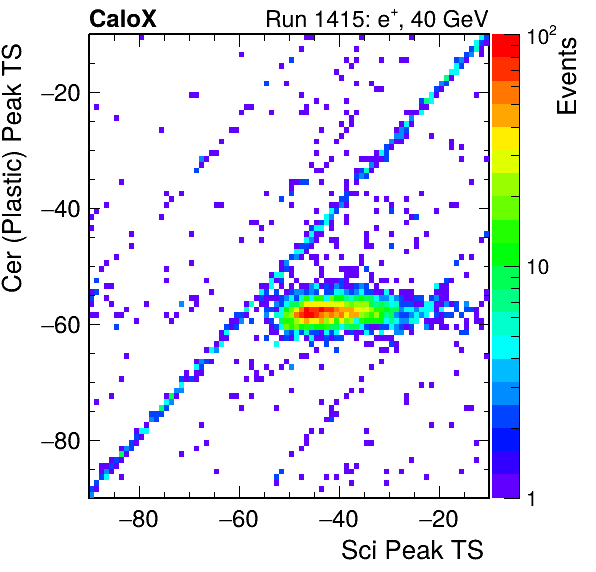 CaloX Run 1415: e⁺, 40 GeV
Cer (Plastic) Peak TS
−20
−40
−60
−80
−80 −60 −40 −20
Sci Peak TS
10²
10
1
Events